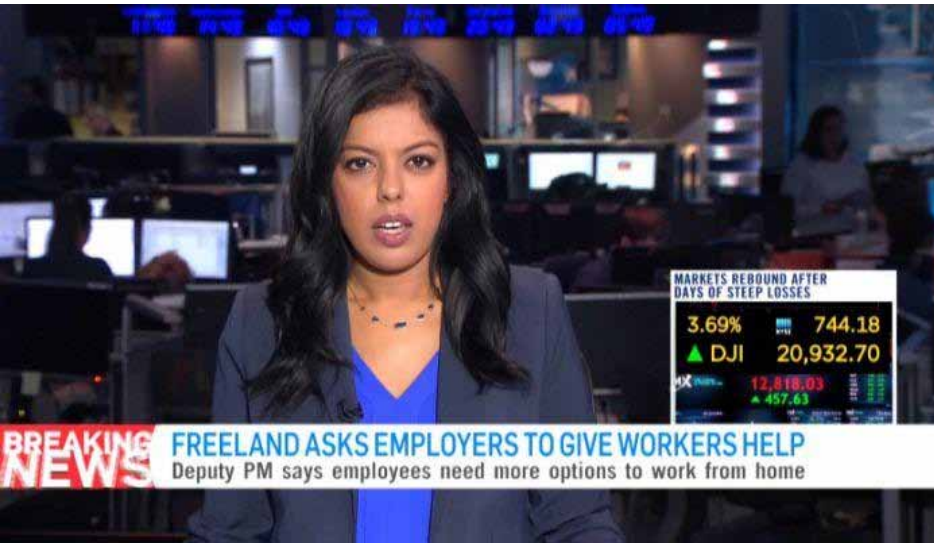 MARKETS REBOUND AFTER
DAYS OF STEEP LOSSES
3.69% 744.18
▲ DJI 20,932.70
12,818.03
▲ 457.63
BREAKING
NEWS
FREELAND ASKS EMPLOYERS TO GIVE WORKERS HELP
Deputy PM says employees need more options to work from home